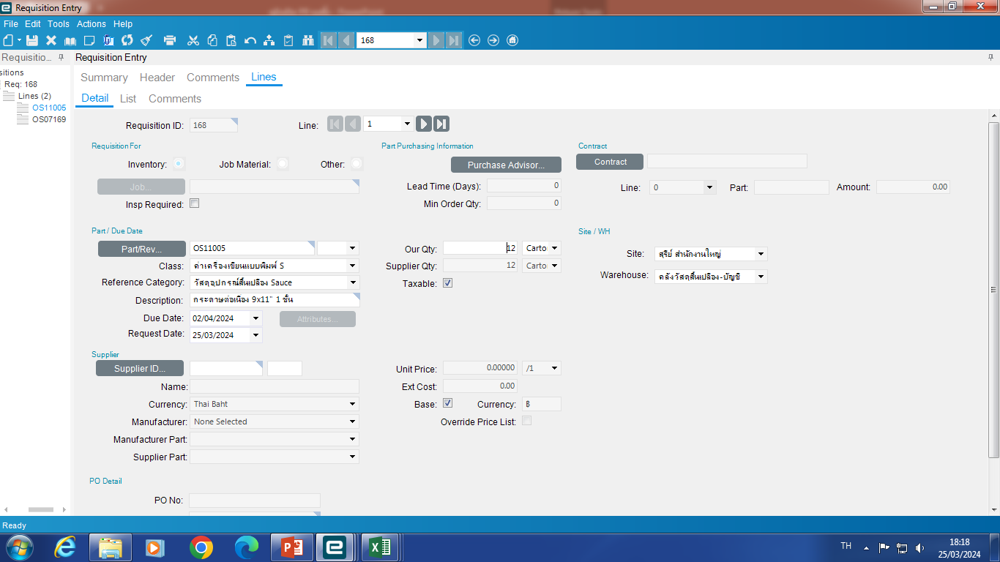 Requisition Entry
File Edit Tools Actions Help
168
Requisitio... Requisition Entry
sitions
Req: 168
Lines (2)
OS11005
OS07169
Summary Header Comments Lines
Detail List Comments
Requisition ID: 168 Line: 1
Requisition For Part Purchasing Information Contract
Inventory: Job Material: Other: Purchase Advisor... Contract
Job... Lead Time (Days): 0 Line: 0 Part: Amount: 0.00
Insp Required: Min Order Qty: 0
Part / Due Date Site / WH
Part/Rev... OS11005 Our Qty: 12 Carto Site: สุรีย์ สำนักงานใหญ่
Class: ค่าเครื่องเขียนแบบพิมพ์ S Supplier Qty: 12 Carto
Reference Category: วัสดุอุปกรณ์สิ้นเปลือง Sauce Taxable: Warehouse: คลังวัสดุสิ้นเปลือง-บัญชี
Description: กระดาษต่อเนื่อง 9x11" 1 ชั้น
Due Date: 02/04/2024 Attributes...
Request Date: 25/03/2024
Supplier
Supplier ID... Unit Price: 0.00000 /1
Name: Ext Cost: 0.00
Currency: Thai Baht Base: Currency: ฿
Manufacturer: None Selected Override Price List:
Manufacturer Part:
Supplier Part:
PO Detail
PO No:
Ready
TH 18:18
25/03/2024